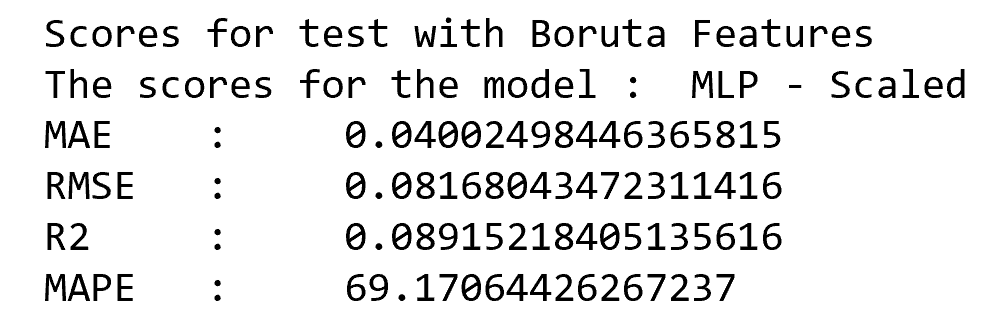 Scores for test with Boruta Features
The scores for the model :  MLP - Scaled
MAE    :     0.04002498446365815
RMSE   :     0.08168043472311416
R2     :     0.08915218405135616
MAPE   :     69.17064426267237